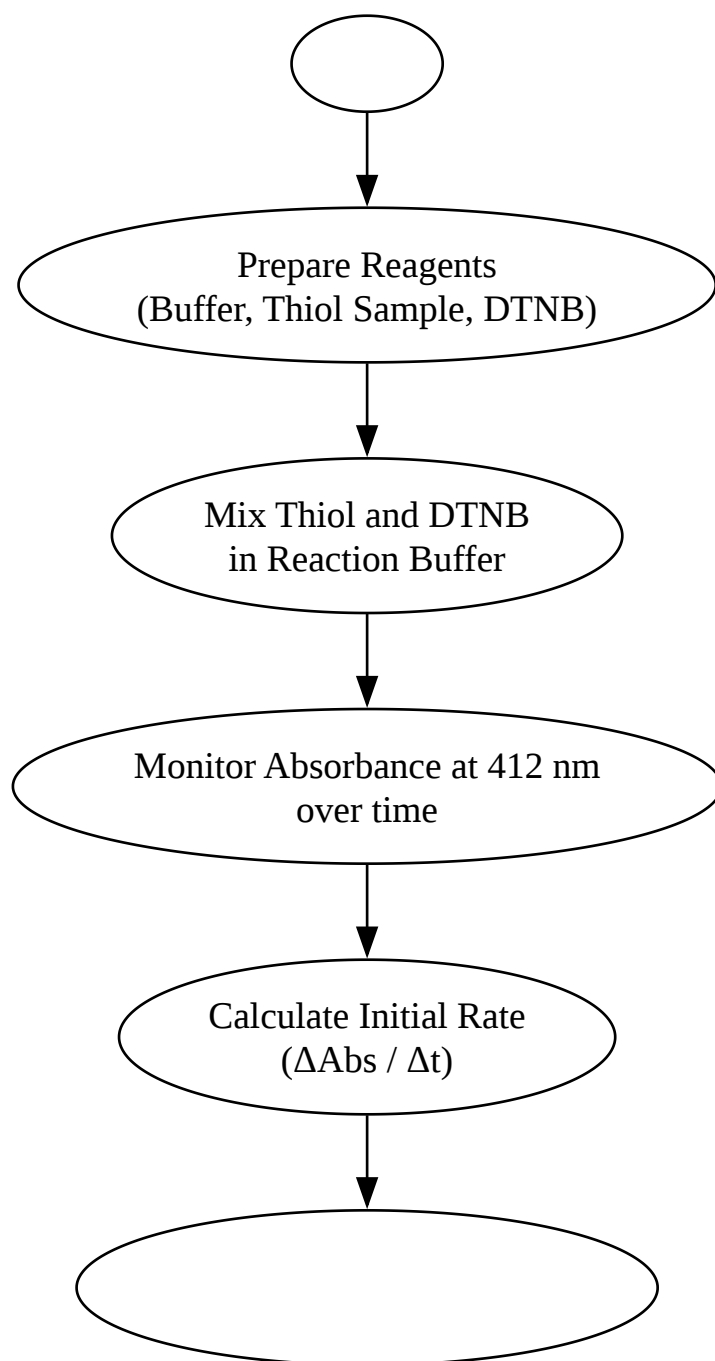 Prepare Reagents
(Buffer, Thiol Sample, DTNB)
Mix Thiol and DTNB
in Reaction Buffer
Monitor Absorbance at 412 nm
over time
Calculate Initial Rate
(ΔAbs / Δt)